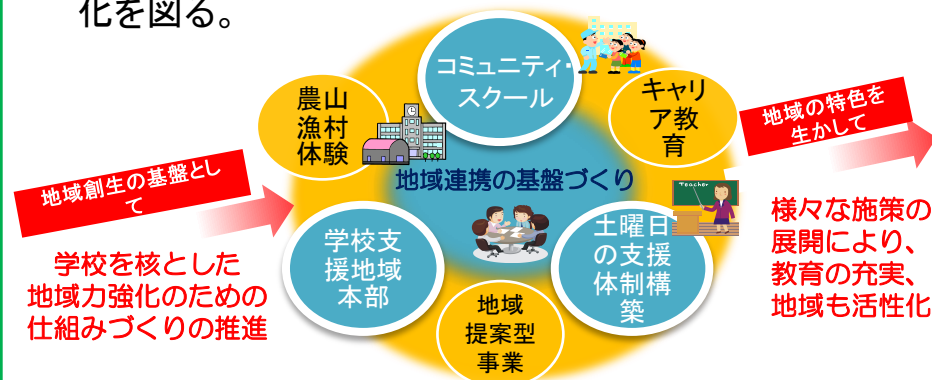 化を図る。
コミュニティ・
スクール
農山
漁村
体験
キャリ
ア教
育
地域の特色を
生かして
地域創生の基盤とし
て
地域連携の基盤づくり
Teacher
学校を核とした
地域力強化のための
仕組みづくりの推進
学校支
援地域
本部
土曜日
の支援
体制構
築
地域
提案型
事業
様々な施策の
展開により、
教育の充実、
地域も活性化